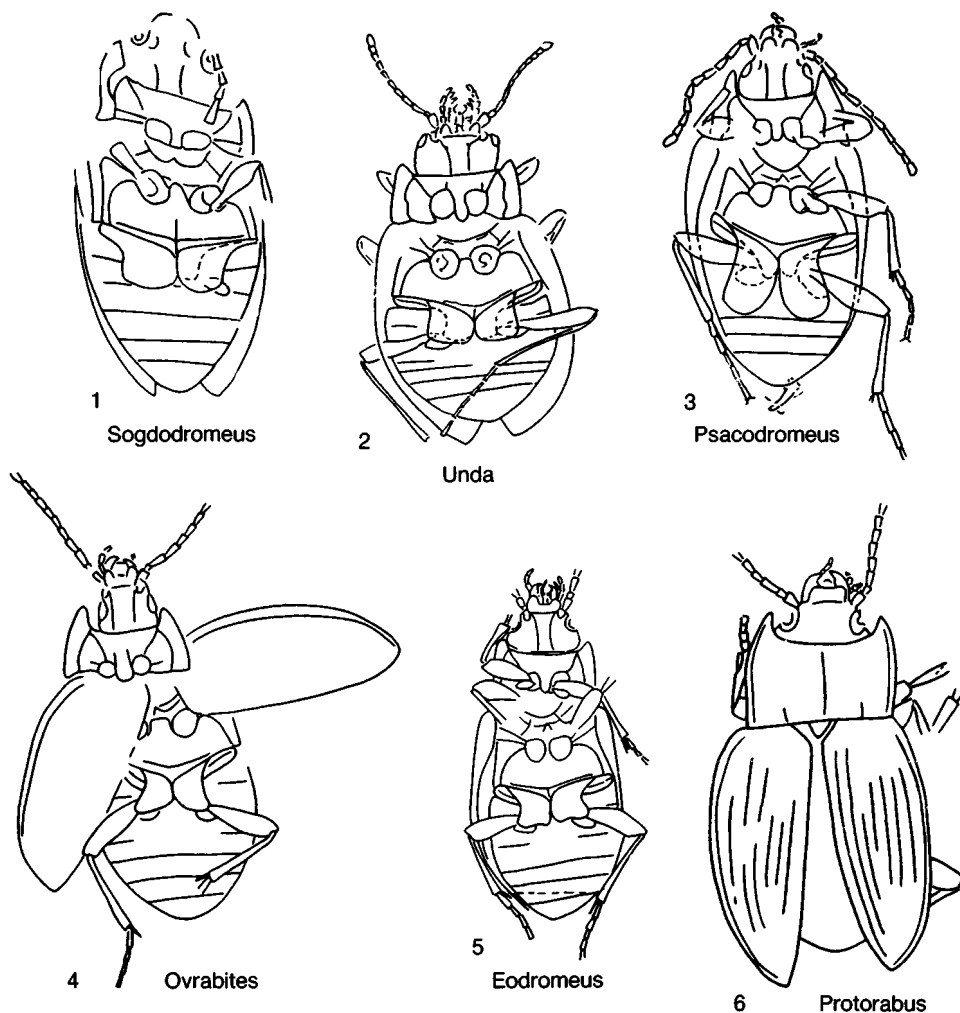 1
Sogdodromeus
2
Unda
3
Psacodromeus
4 Ovrabites
5
Eodromeus
6 Protorabus